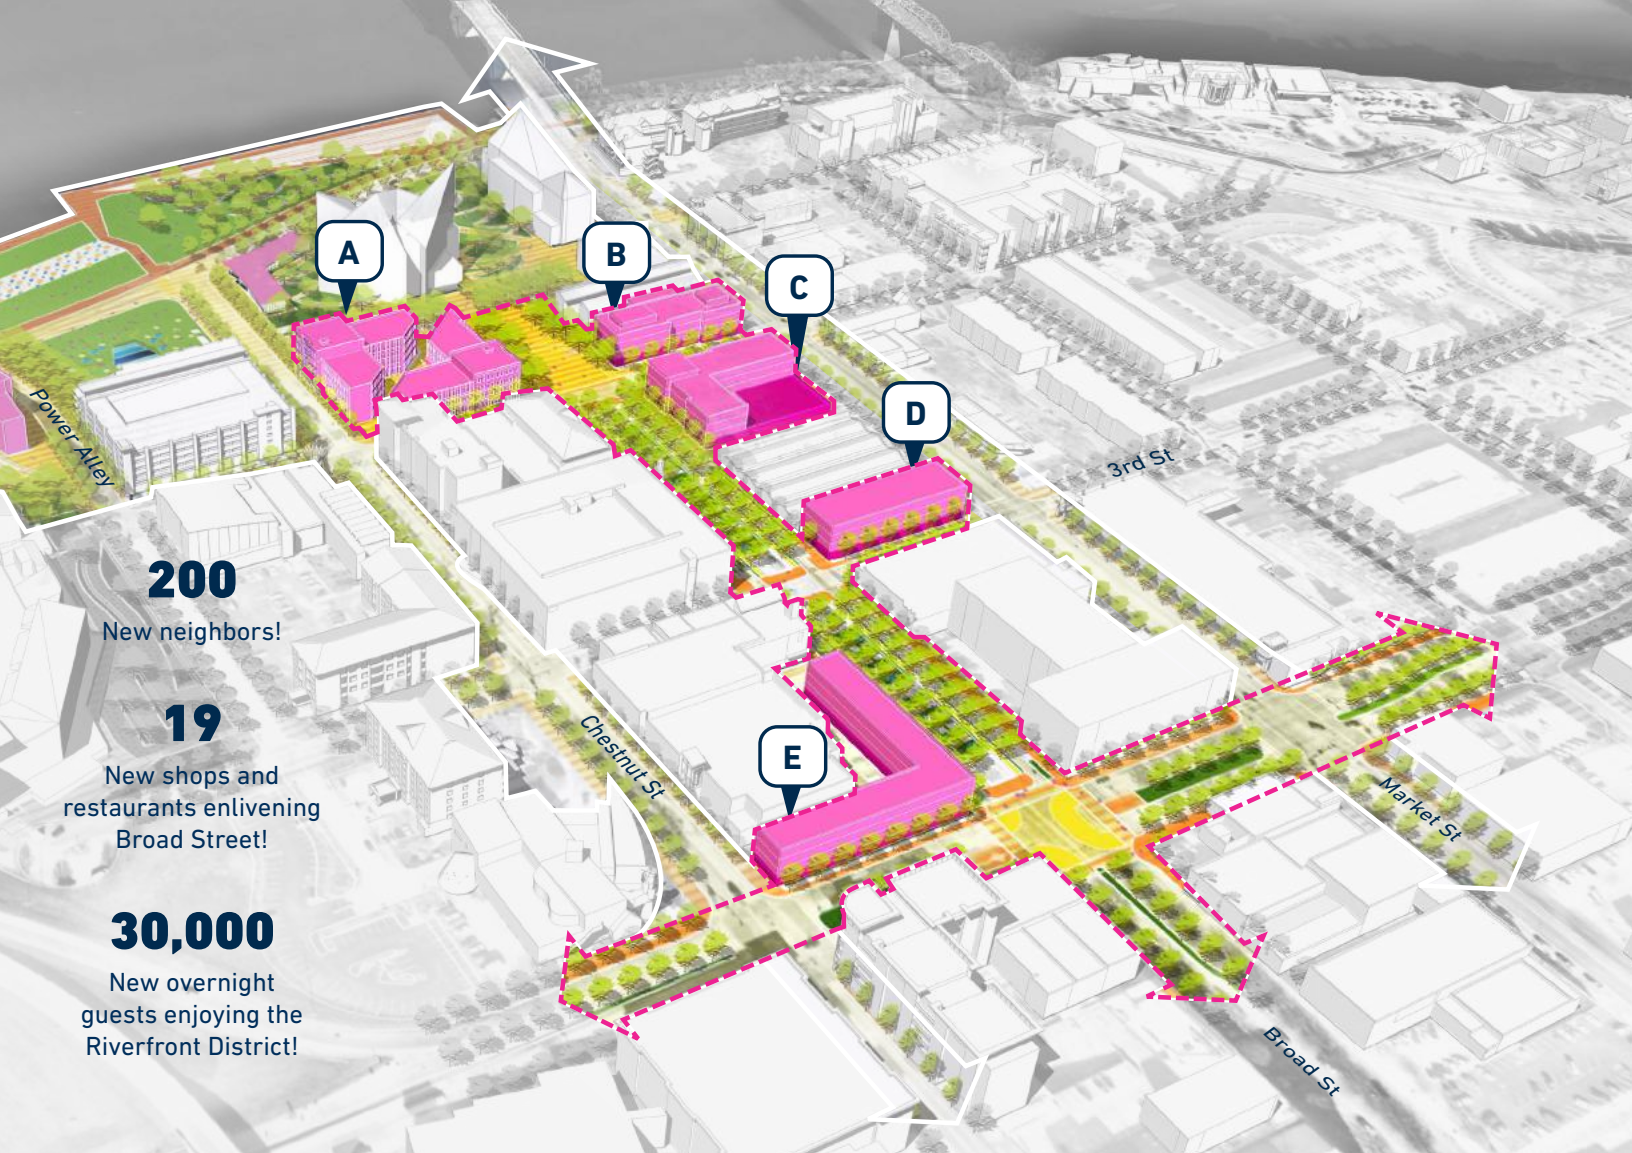 A
B
C
D
E
Power Alley
3rd St
Chestnut St
Market St
Broad St
200
New neighbors!
19
New shops and
restaurants enlivening
Broad Street!
30,000
New overnight
guests enjoying the
Riverfront District!